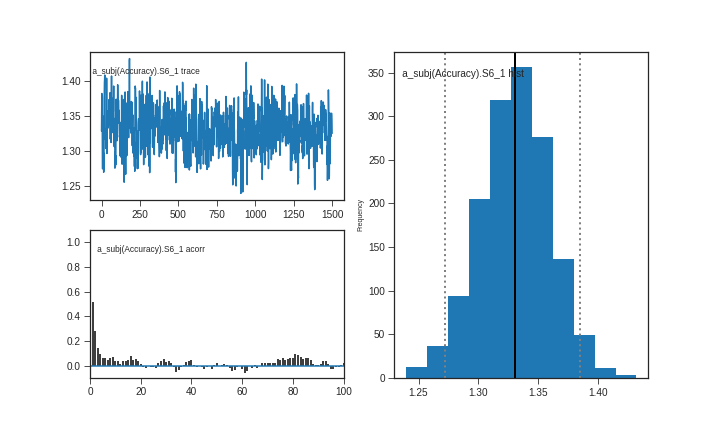 a_subj(Accuracy).S6_1 trace
1.40
1.35
1.30
1.25
0 250 500 750 1000 1250 1500
a_subj(Accuracy).S6_1 acorr
1.0
0.8
0.6
0.4
0.2
0.0
0 20 40 60 80 100
a_subj(Accuracy).S6_1 hist
Frequency
350
300
250
200
150
100
50
0
1.25 1.30 1.35 1.40